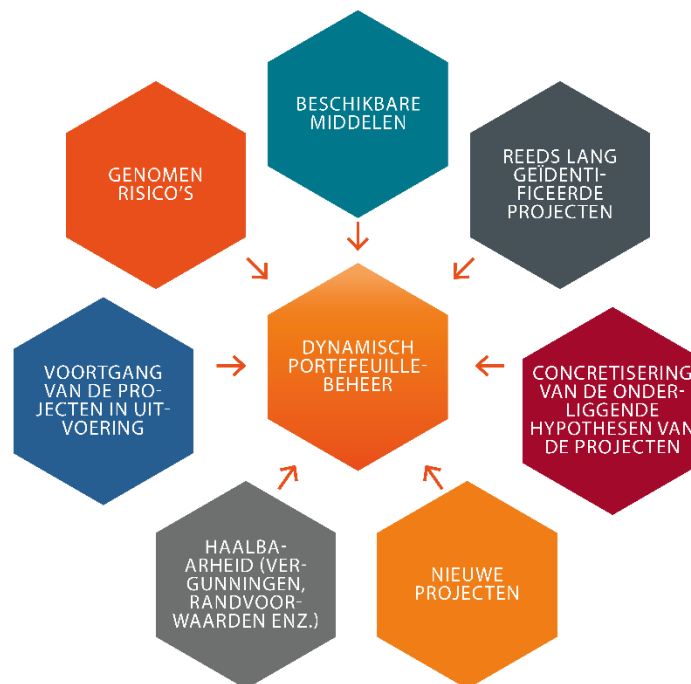 BESCHIKBARE
MIDDELEN
GENOMEN
RISICO'S
REEDS LANG
GEÏDENTI-
FICEERDE
PROJECTEN
DYNAMISCH
PORTEFEUILLE-
BEHEER
VOORTGANG
VAN DE PRO-
JECTEN IN UIT-
VOERING
CONCRETISERING
VAN DE ONDER-
LIGGENDE
HYPOTHESEN VAN
DE PROJECTEN
HAALBA-
ARHEID (VER-
GUNNINGEN,
RANDVOOR-
WAARDEN ENZ.)
NIEUWE
PROJECTEN